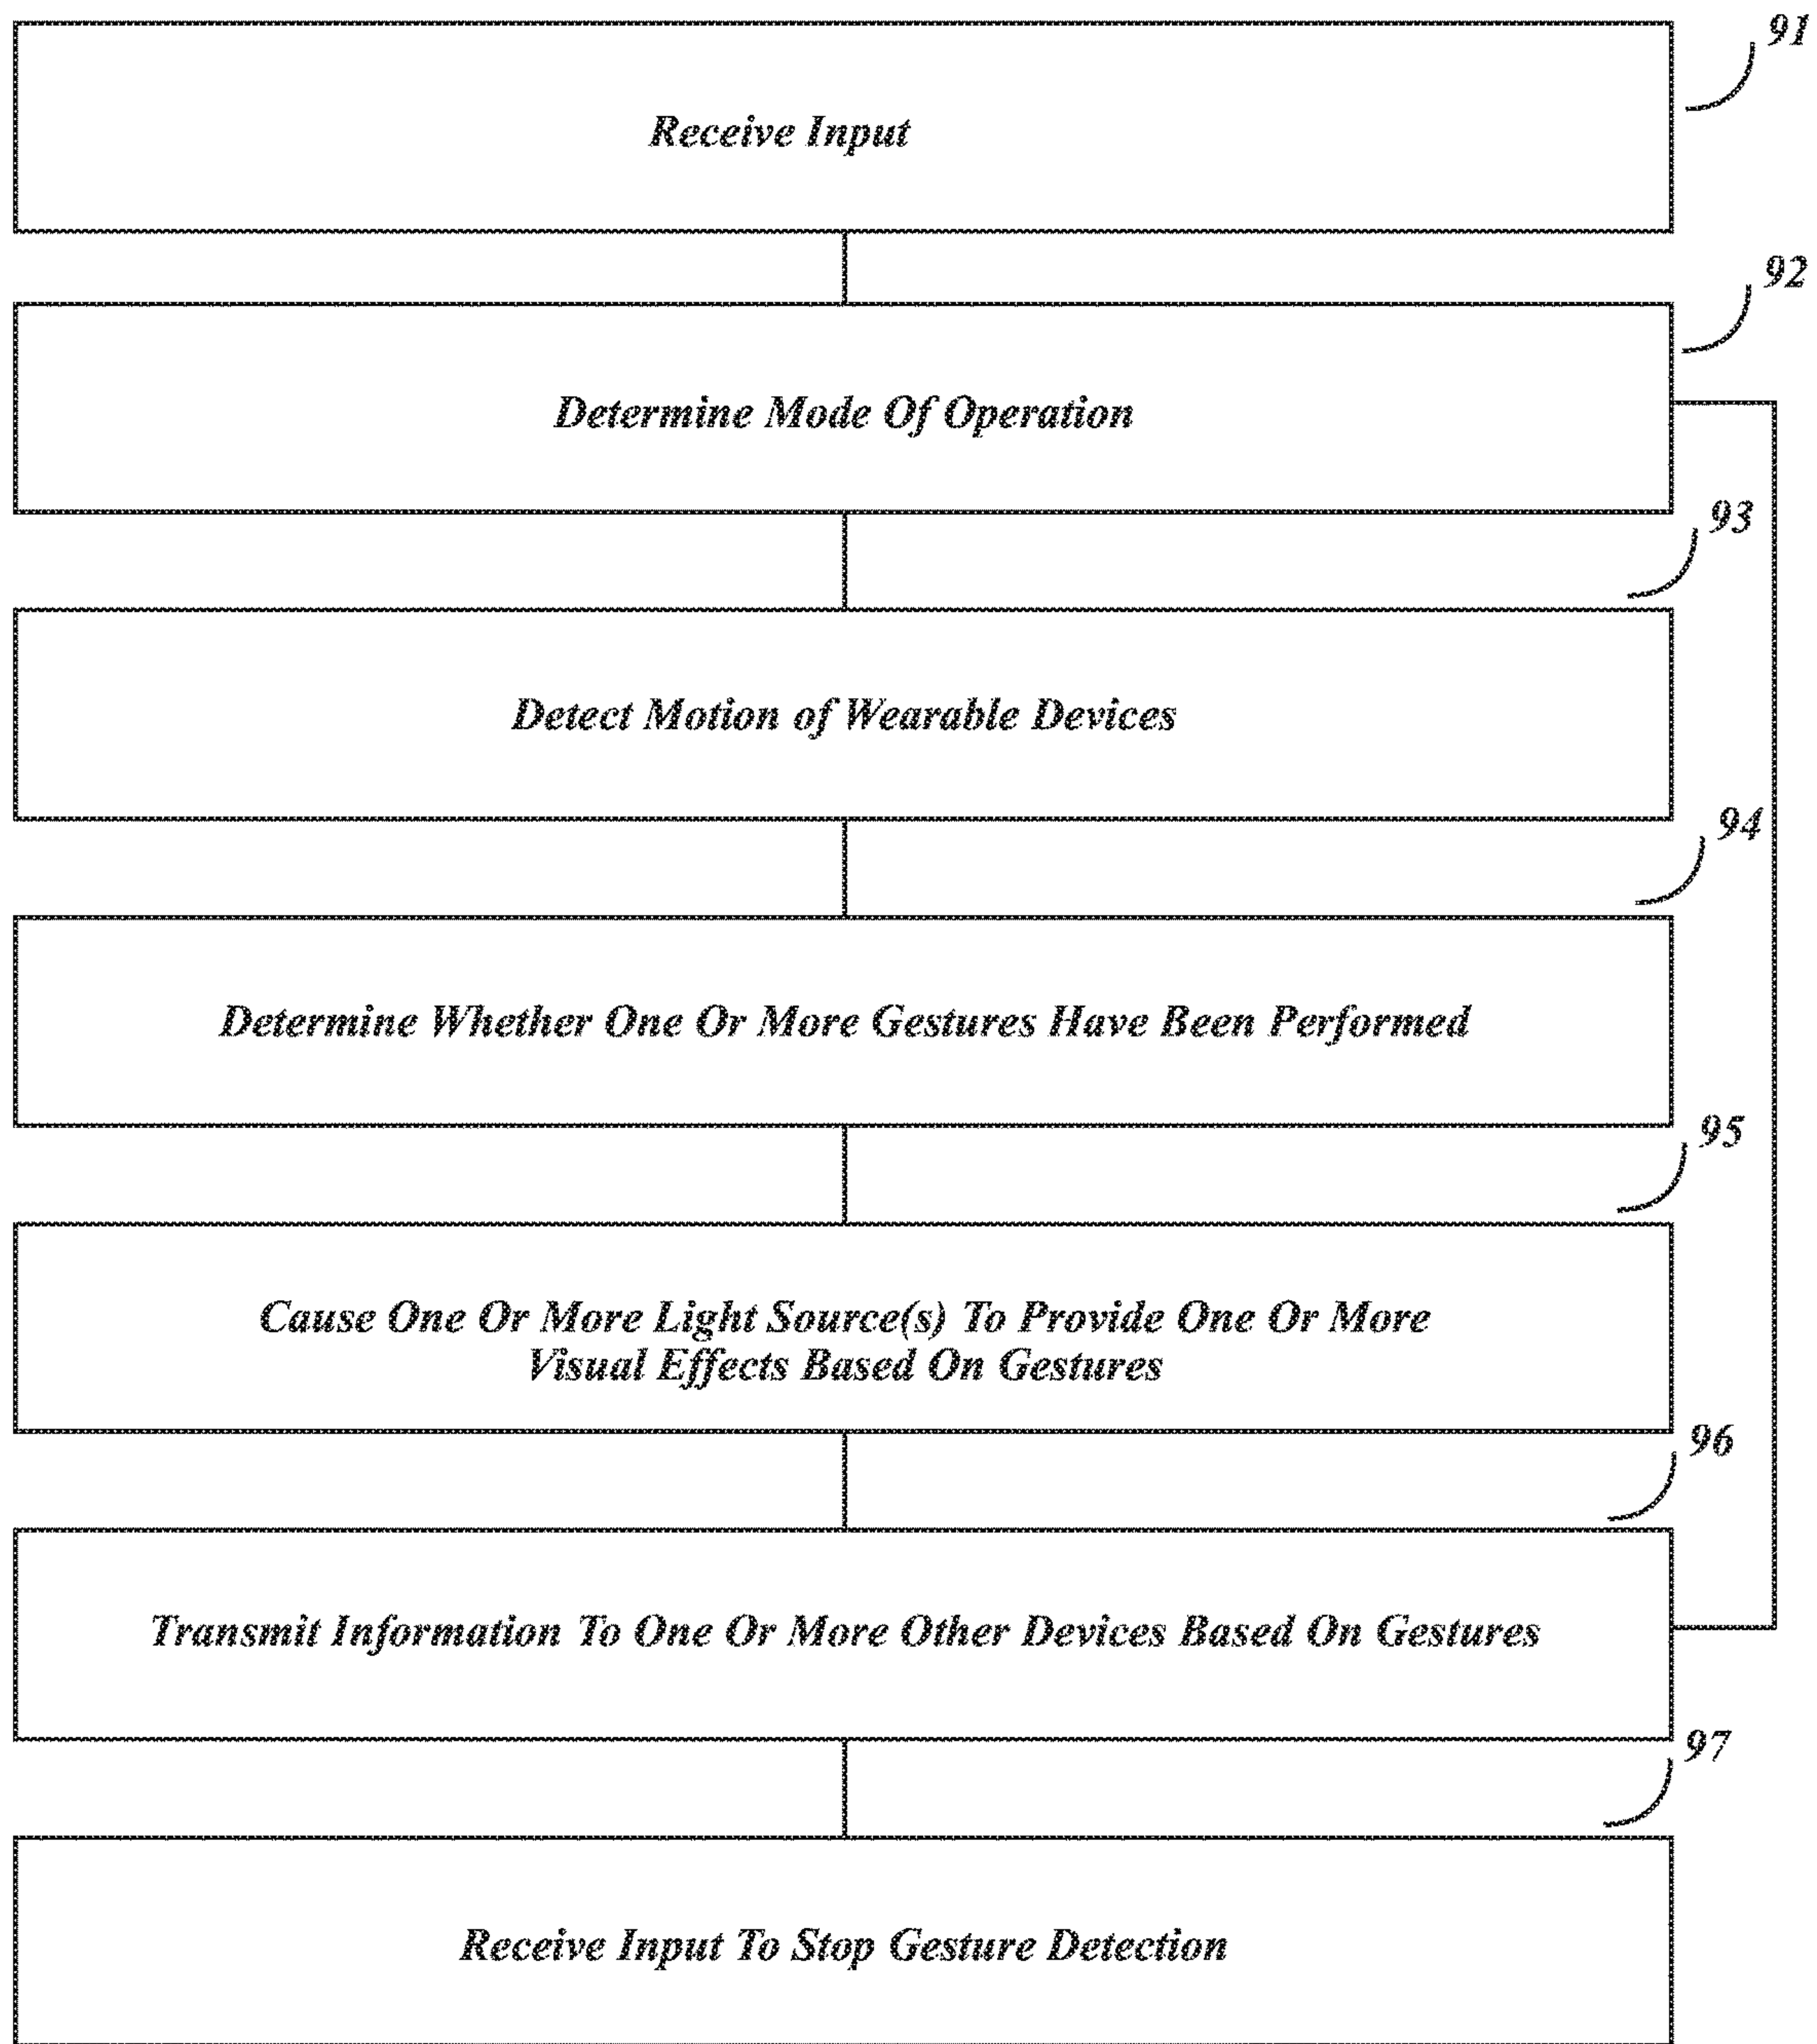 91
Receive Input
92
Determine Mode Of Operation
93
Detect Motion of Wearable Devices
94
Determine Whether One Or More Gestures Have Been Performed
95
Cause One Or More Light Source(s) To Provide One Or More
Visual Effects Based On Gestures
96
Transmit Information To One Or More Other Devices Based On Gestures
97
Receive Input To Stop Gesture Detection